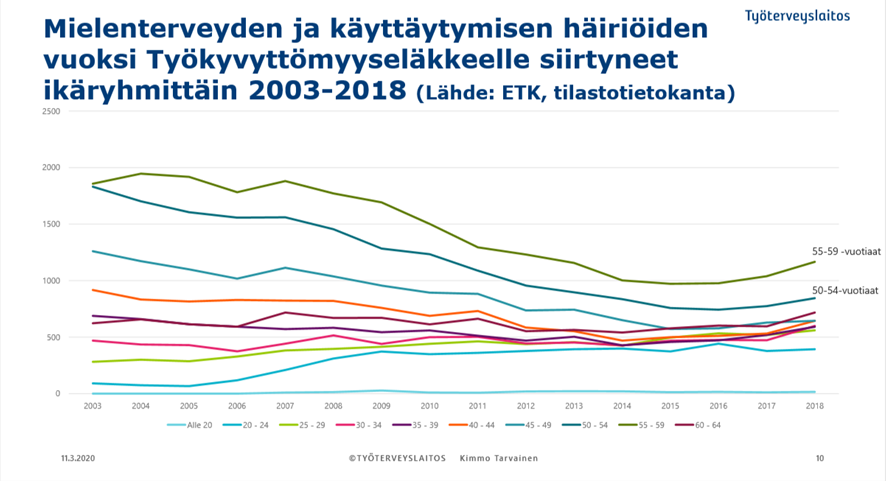 Työterveyslaitos
Mielenterveyden ja käyttäytymisen häiriöiden
vuoksi Työkyvyttömyyseläkkeelle siirtyneet
ikäryhmittäin 2003-2018 (Lähde: ETK, tilastotietokanta)
2500
2000
1500
1000
500
0
55-59 -vuotiaat
50-54-vuotiaat
2003 2004 2005 2006 2007 2008 2009 2010 2011 2012 2013 2014 2015 2016 2017 2018
Alle 20 20 - 24 25 - 29 30 - 34 35 - 39 40 - 44 45 - 49 50 - 54 55 - 59 60 - 64
11.3.2020 ©TYÖTERVEYSLAITOS Kimmo Tarvainen 10